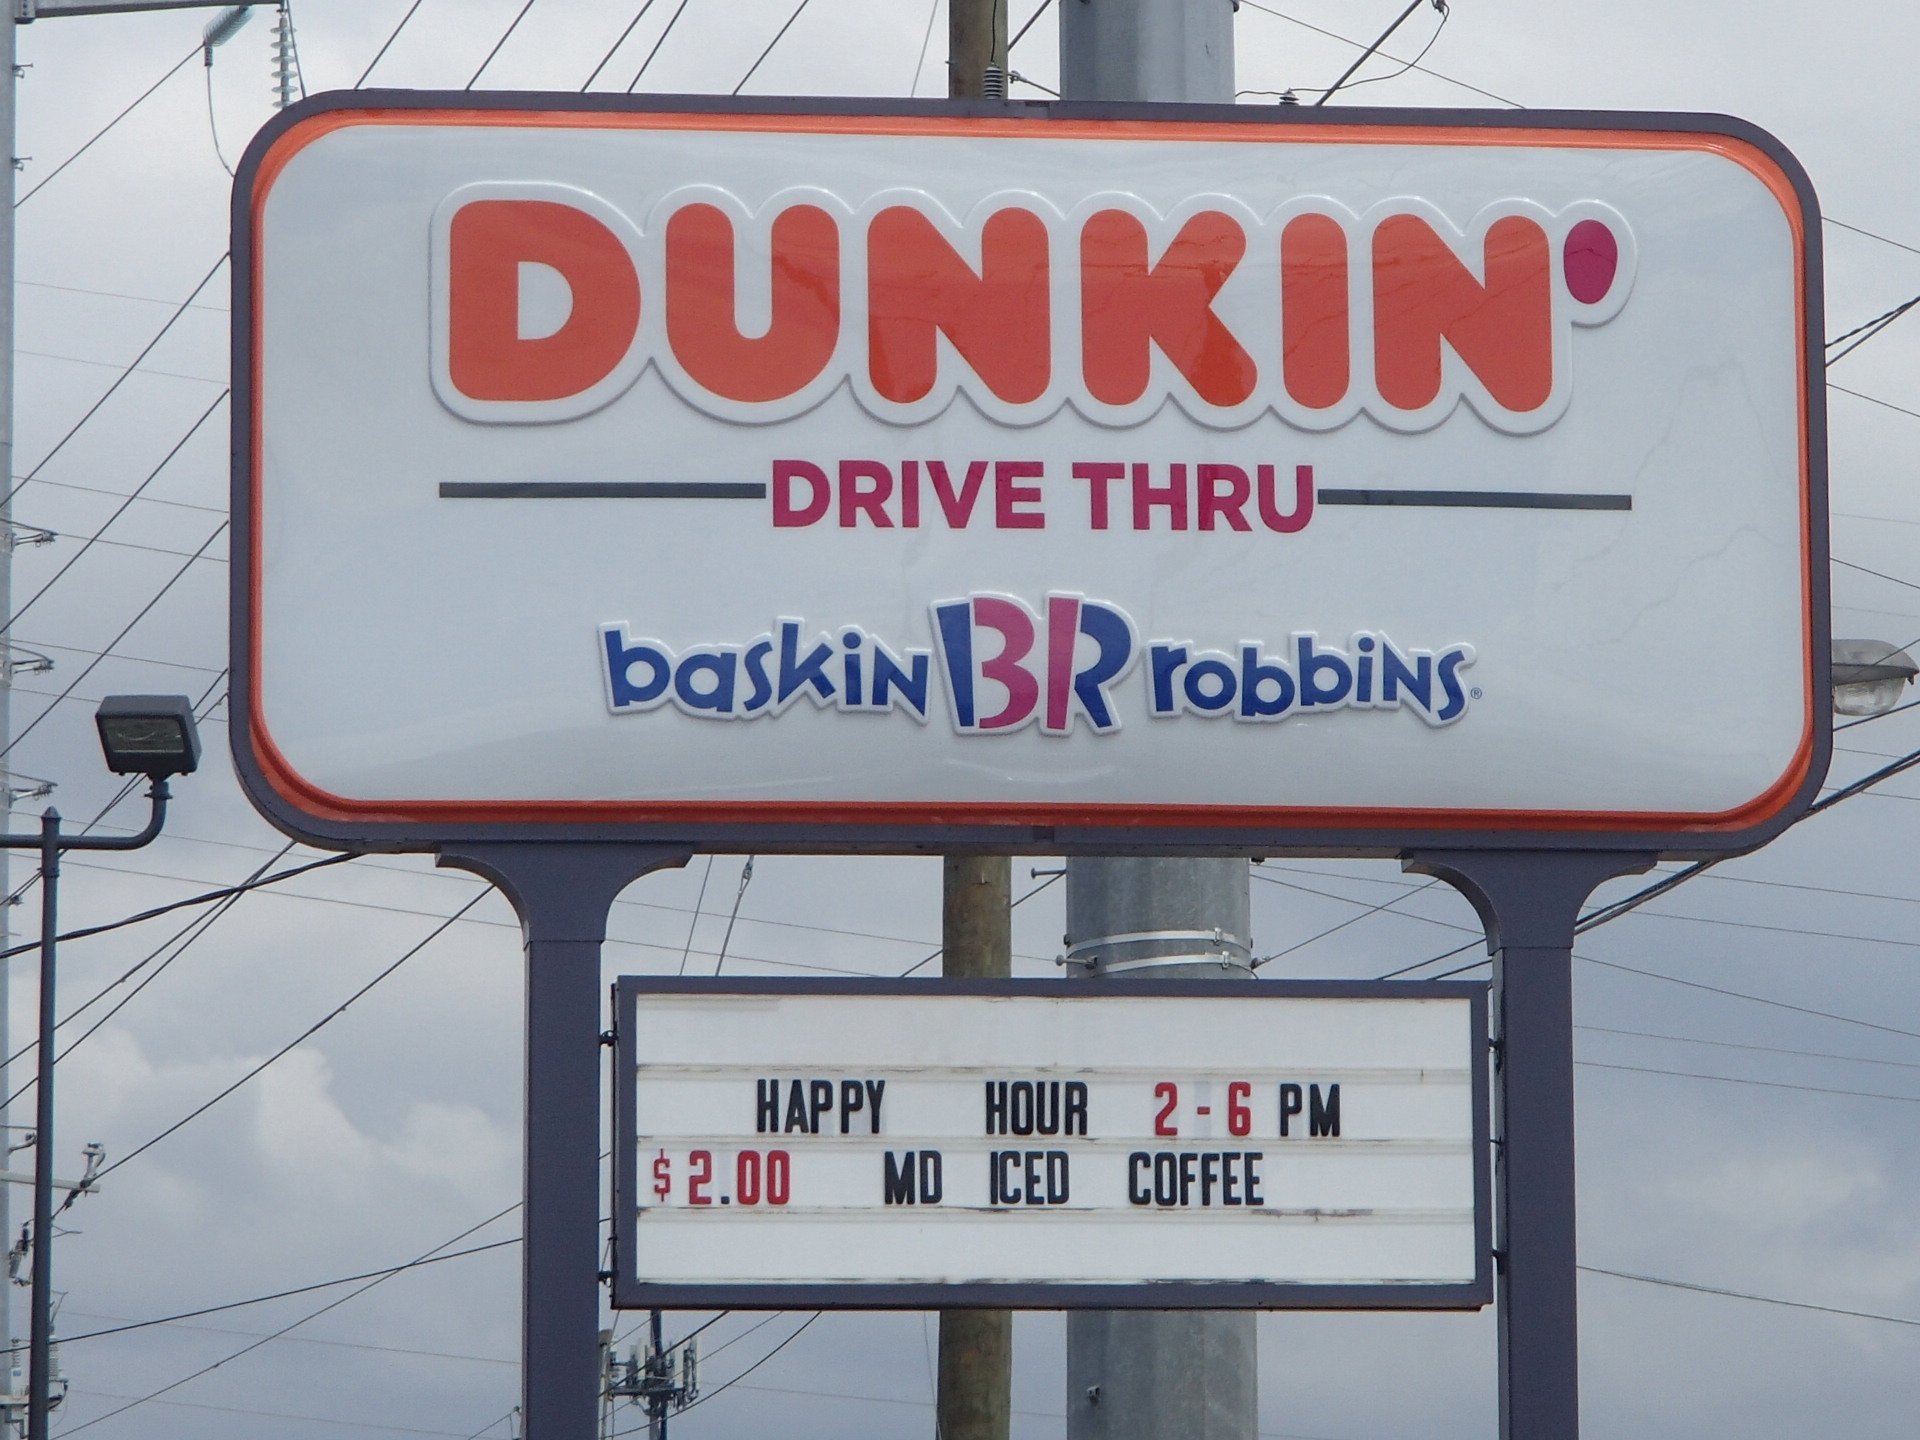 DUNKIN'
DRIVE THRU
baskin BR robbins®
HAPPY HOUR 2-6 PM
$2.00 MD ICED COFFEE